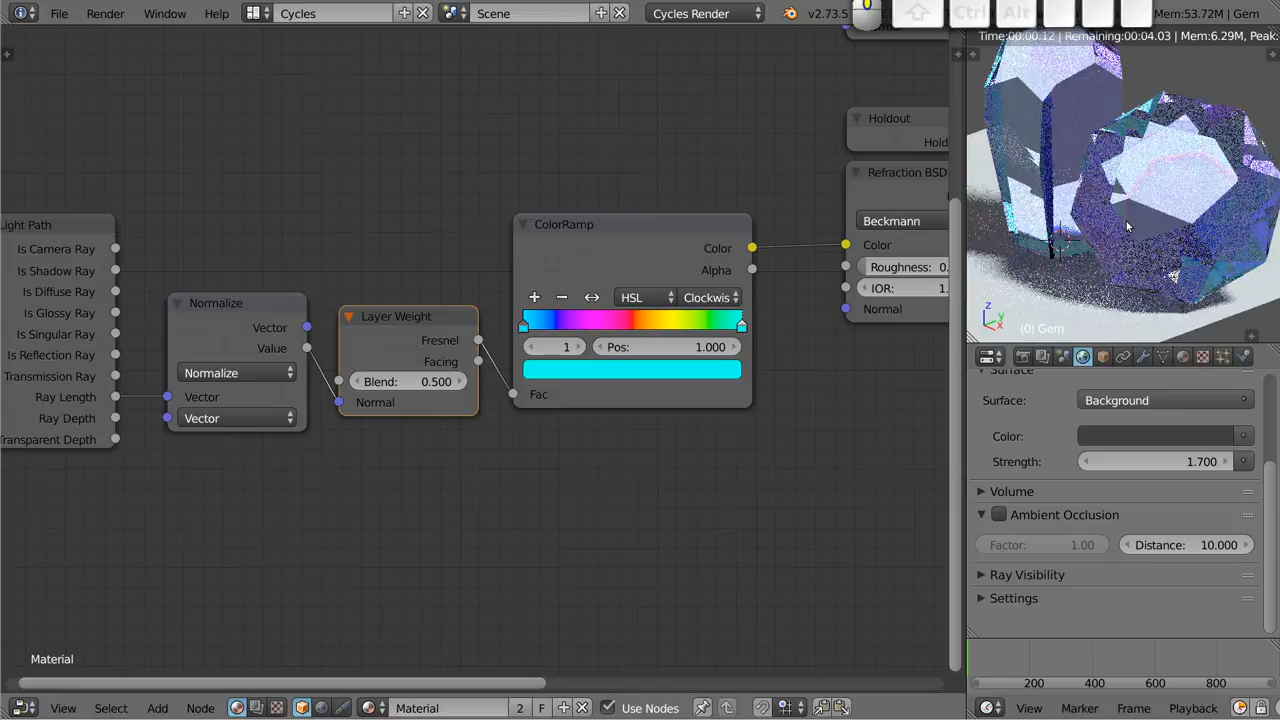 File Render Window Help Cycles Scene Cycles Render v2.73.5 Ctrl Alt Mem:53.72M | Gem
Time:00:00.12 | Remaining:00:04.03 | Mem:6.29M, Peak:
Holdout
Hold
Refraction BSD
Beckmann
Color
Roughness: 0.
IOR: 1.
Normal
Light Path
Is Camera Ray
Is Shadow Ray
Is Diffuse Ray
Is Glossy Ray
Is Singular Ray
Is Reflection Ray
Transmission Ray
Ray Length
Ray Depth
Transparent Depth
Normalize
Vector
Value
Normalize
Vector
Vector
Layer Weight
Fresnel
Facing
Blend: 0.500
Normal
ColorRamp
Color
Alpha
HSL Clockwis
1 Pos: 1.000
Fac
z
x
(0) Gem
Surface
Surface: Background
Color:
Strength: 1.700
Volume
Ambient Occlusion
Factor: 1.00 Distance: 10.000
Ray Visibility
Settings
Material
200 400 600 800
View Select Add Node Material 2 F Use Nodes
View Marker Frame Playback